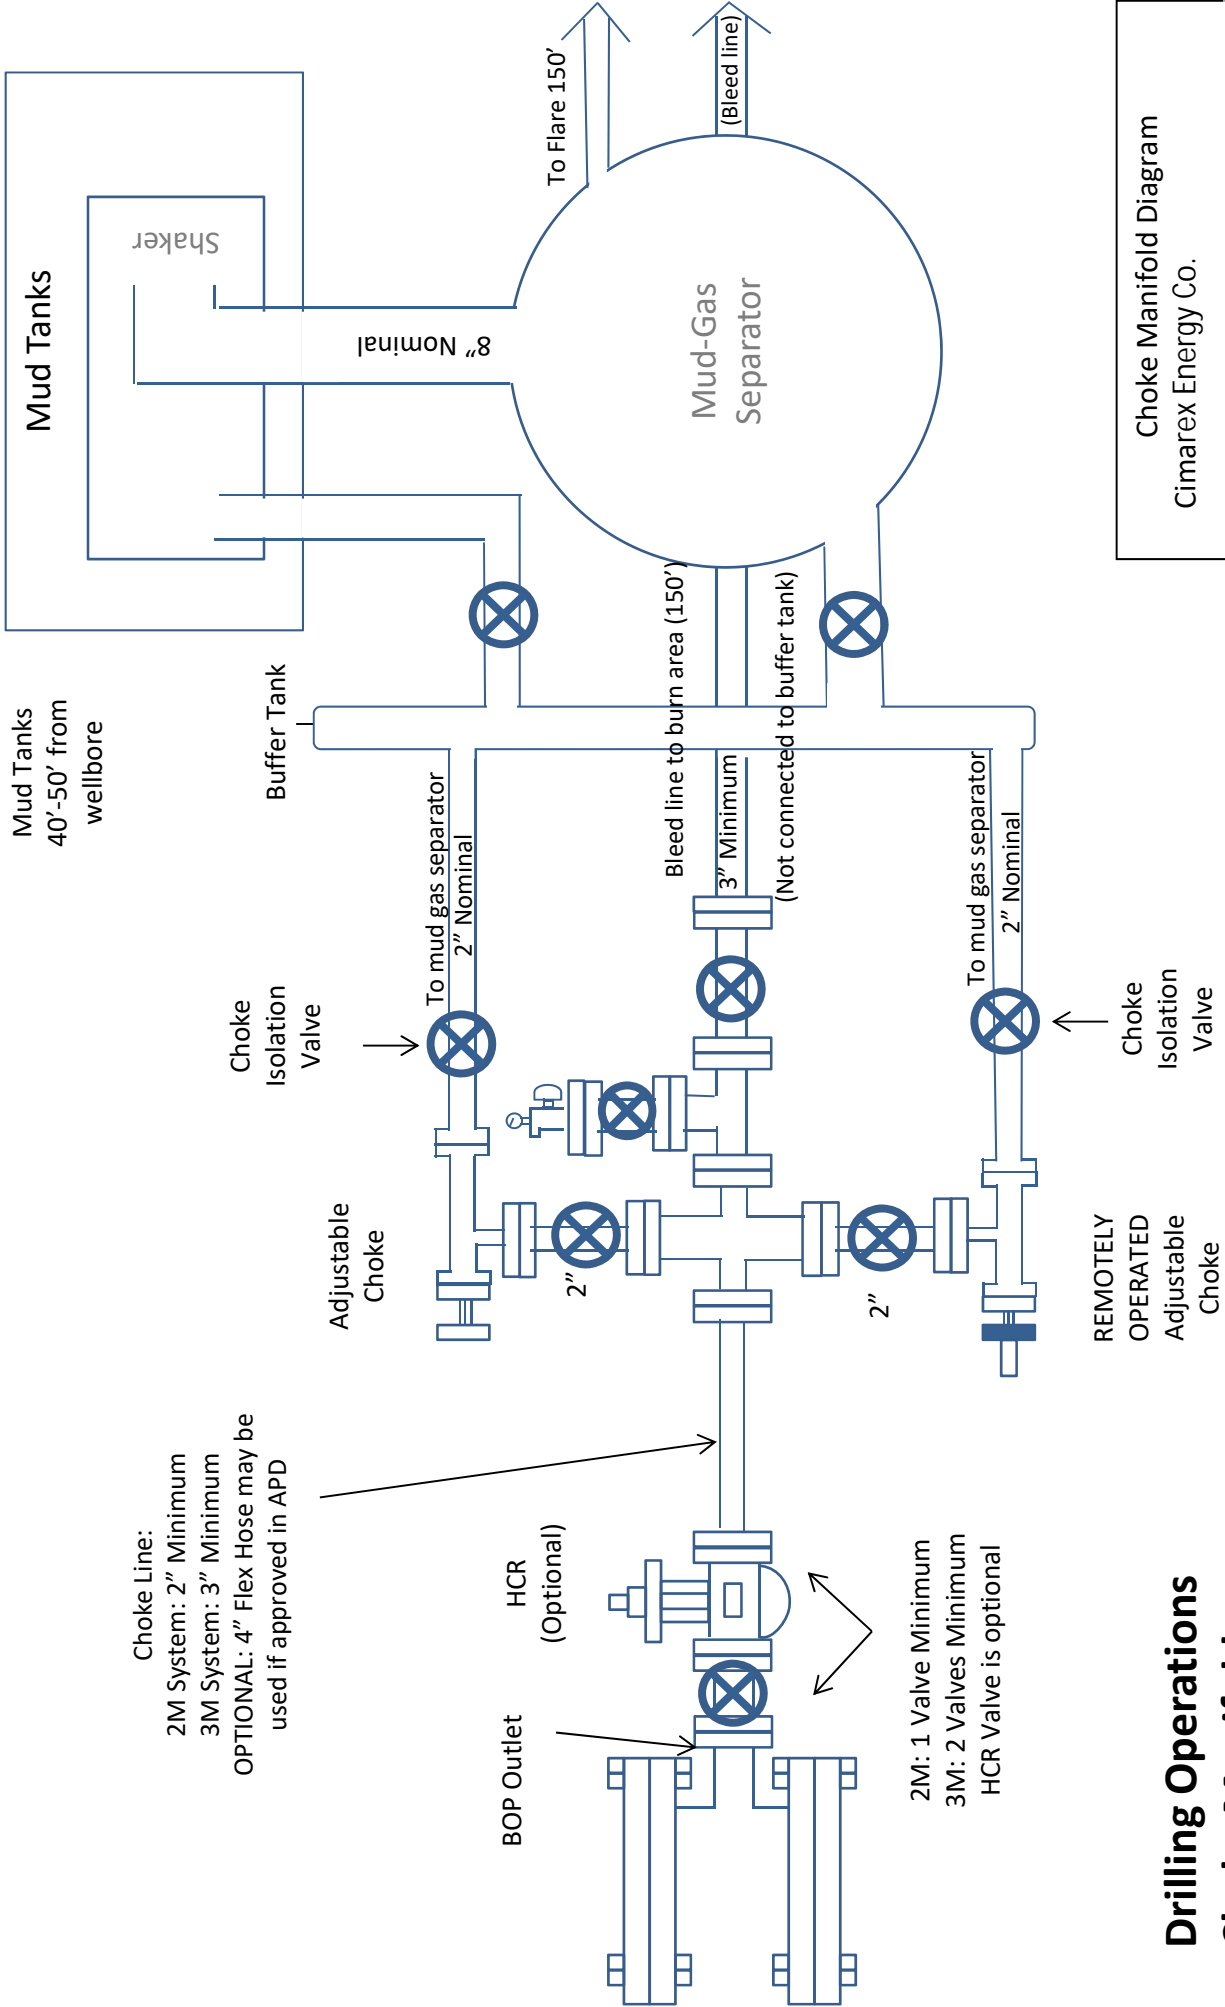 Mud Tanks
40’-50’ from
wellbore
Mud Tanks
Shaker
8” Nominal
To Flare 150’
(Bleed line)
Mud-Gas
Separator
Buffer Tank
Bleed line to burn area (150’)
3” Minimum
(Not connected to buffer tank)
To mud gas separator
2” Nominal
To mud gas separator
2” Nominal
Choke
Isolation
Valve
Choke
Isolation
Valve
Adjustable
Choke
2”
2”
REMOTELY
OPERATED
Adjustable
Choke
Choke Line:
2M System: 2” Minimum
3M System: 3” Minimum
OPTIONAL: 4” Flex Hose may be
used if approved in APD
HCR
(Optional)
BOP Outlet
2M: 1 Valve Minimum
3M: 2 Valves Minimum
HCR Valve is optional
Drilling Operations
Choke Manifold Diagram
Cimarex Energy Co.